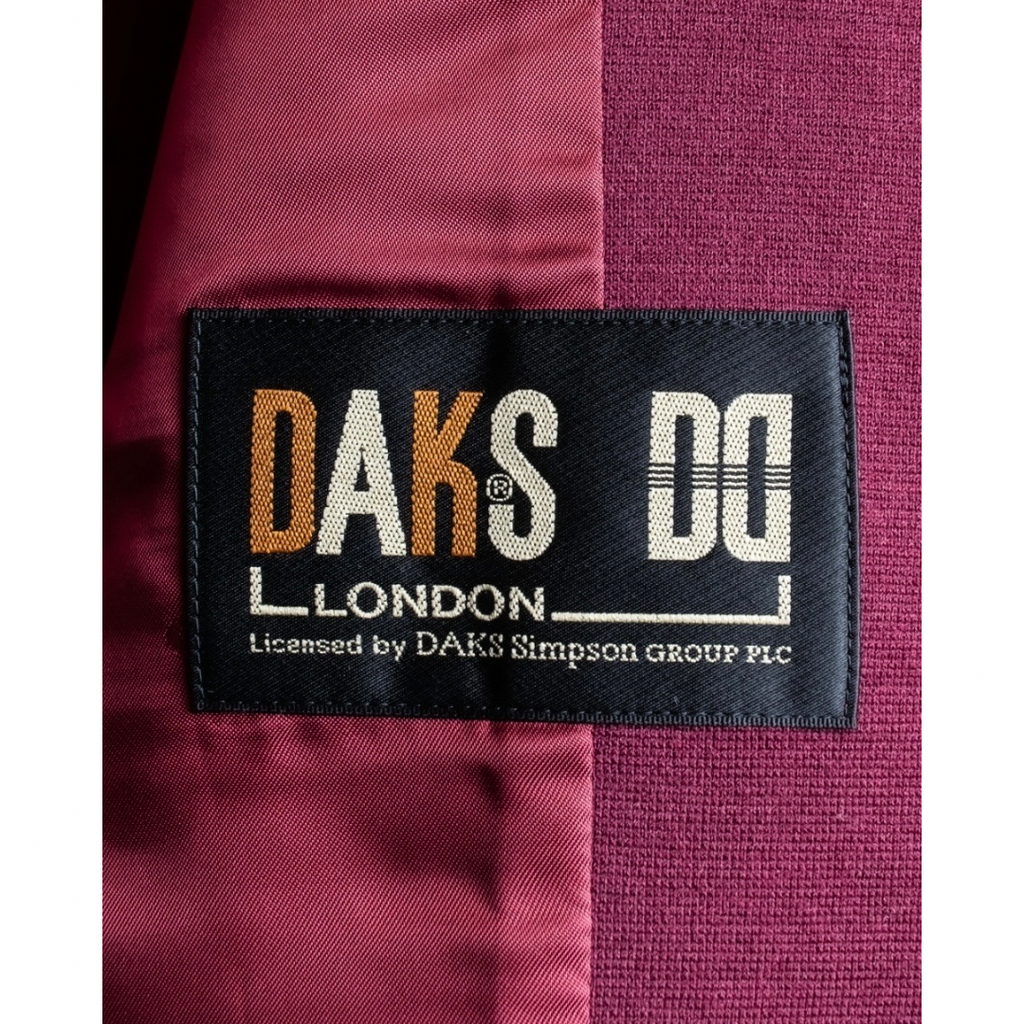 DAKS® DD
LONDON
Licensed by DAKS Simpson GROUP PLC